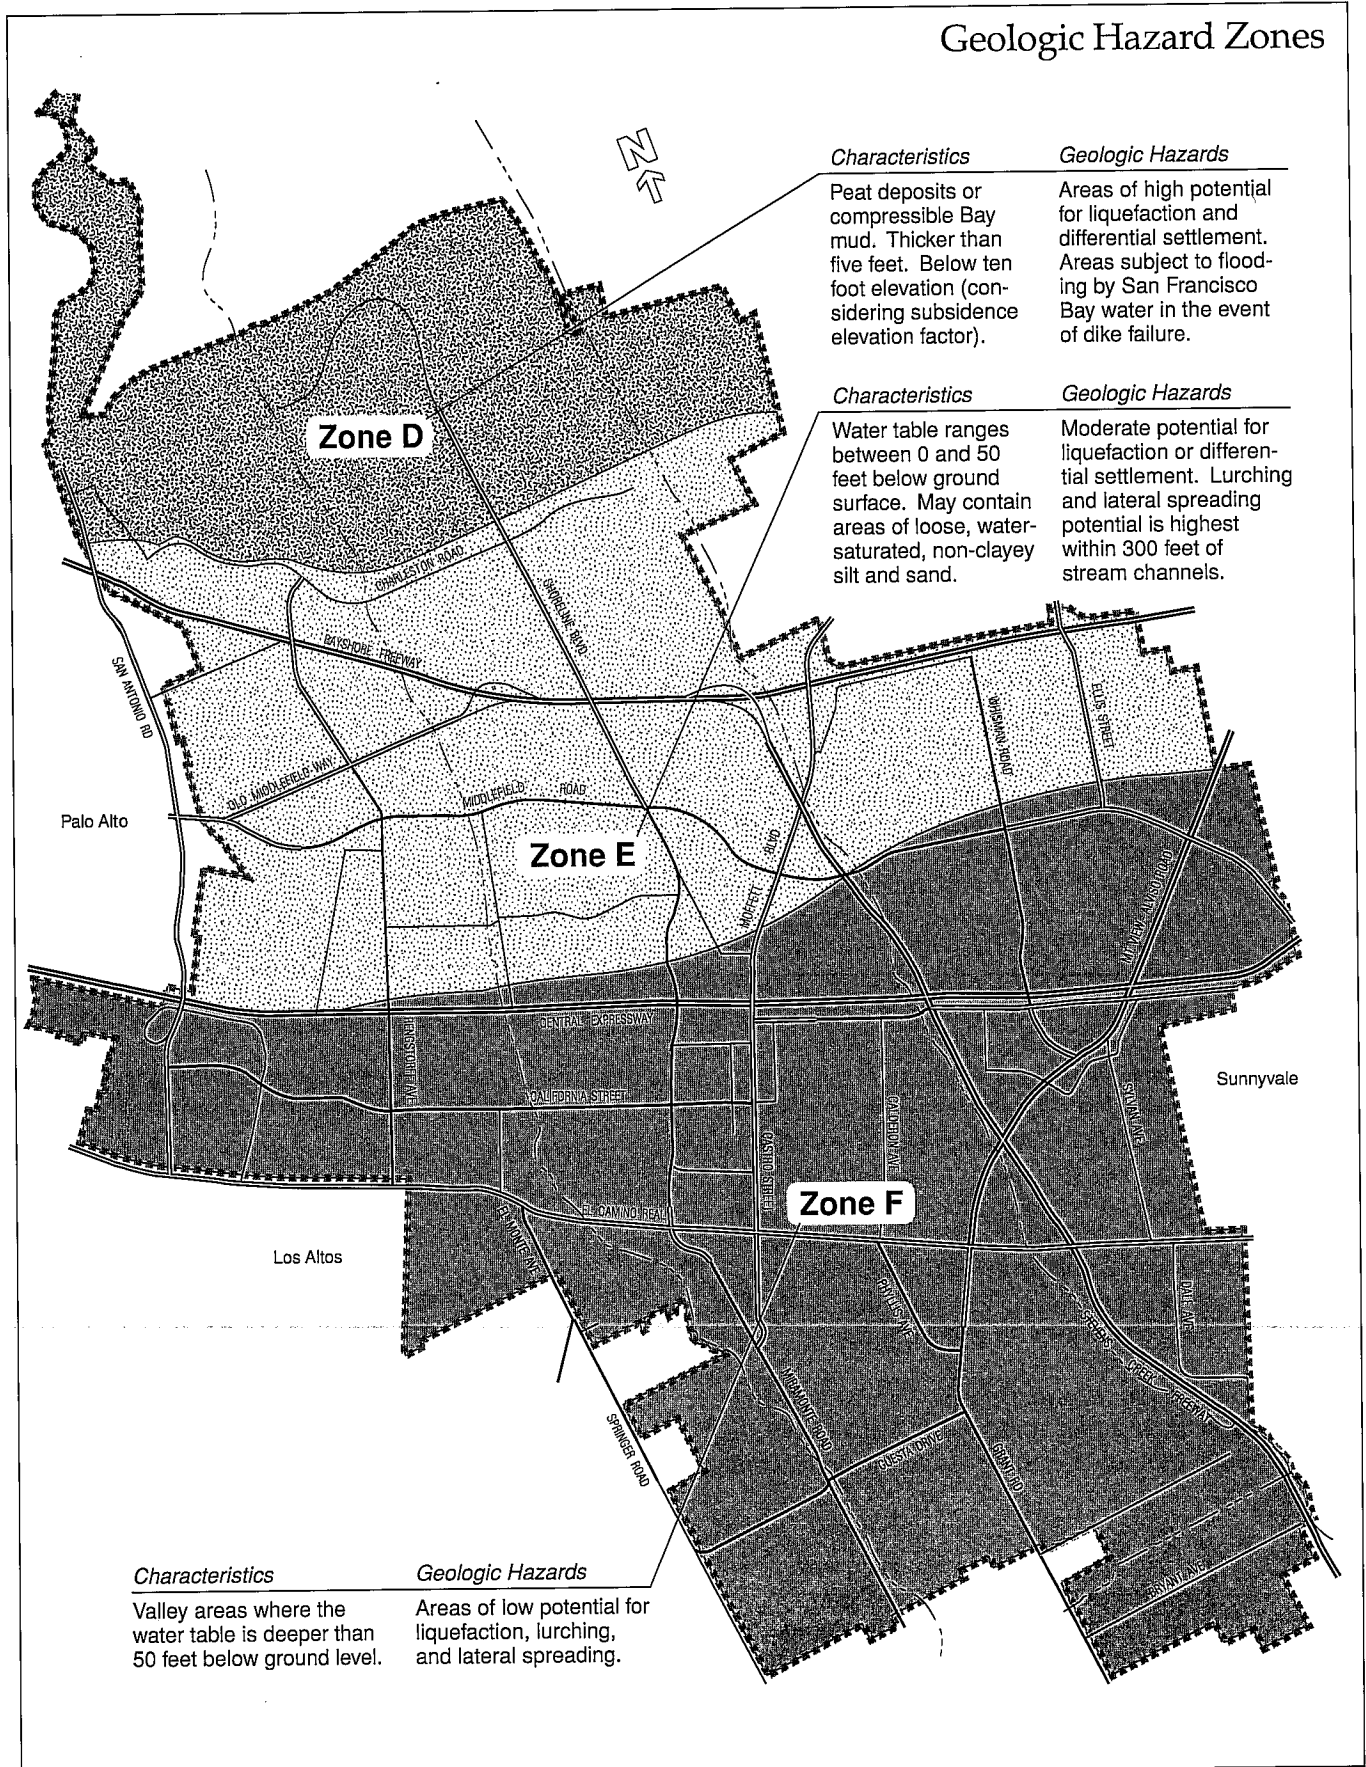 Geologic Hazard Zones
N
Characteristics
Geologic Hazards
Peat deposits or
compressible Bay
mud. Thicker than
five feet. Below ten
foot elevation (con-
sidering subsidence
elevation factor).
Areas of high potential
for liquefaction and
differential settlement.
Areas subject to flood-
ing by San Francisco
Bay water in the event
of dike failure.
Characteristics
Geologic Hazards
Water table ranges
between 0 and 50
feet below ground
surface. May contain
areas of loose, water-
saturated, non-clayey
silt and sand.
Moderate potential for
liquefaction or differen-
tial settlement. Lurching
and lateral spreading
potential is highest
within 300 feet of
stream channels.
Zone D
CHARLESTON ROAD
SHORELINE BLVD
BAYSHORE FREEWAY
SAN ANTONIO RD
WHISMAN ROAD
ELLIS STREET
OLD MIDDLEFIELD WAY
MIDDLEFIELD ROAD
Palo Alto
Zone E
MOFFETT BLVD
MT.VIEW - ALVISO ROAD
CENTRAL EXPRESSWAY
RENGSTORFF AVE
CALIFORNIA STREET
Sunnyvale
CALDERON AVE
SYLVAN AVE
CASTRO STREET
Zone F
EL CAMINO REAL
EL MONTE AVE
Los Altos
PHYLLIS AVE
DALE AVE
STEVENS CREEK FREEWAY
MIRAMONTE ROAD
SPRINGER ROAD
CUESTA DRIVE
GRANT RD
BRYANT AVE
Characteristics
Geologic Hazards
Valley areas where the
water table is deeper than
50 feet below ground level.
Areas of low potential for
liquefaction, lurching,
and lateral spreading.